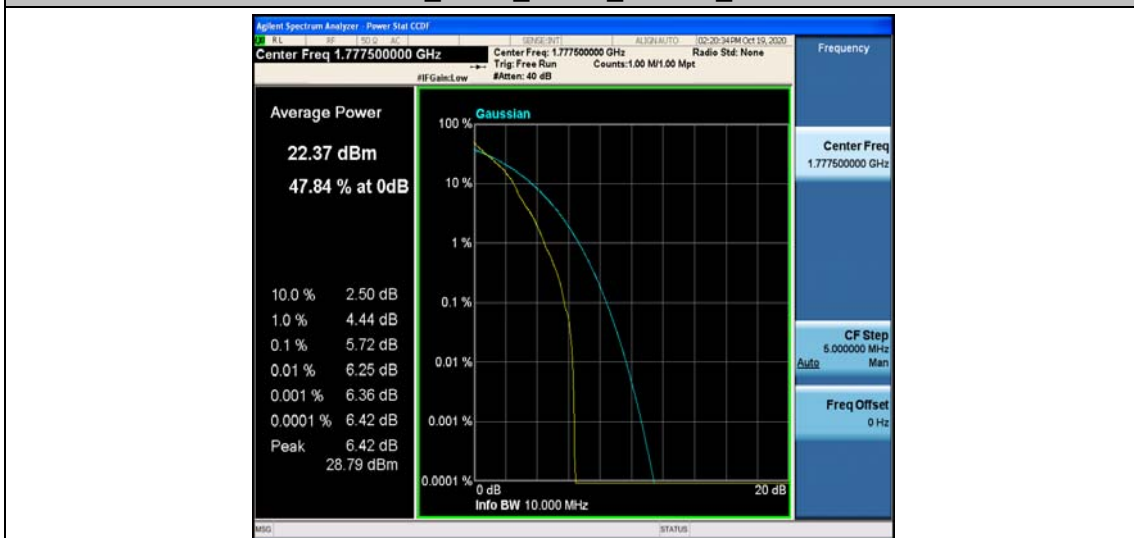 Agilent Spectrum Analyzer - Power Stat CCDF
RL RF 50 Ω AC SENSE:INT ALIGN AUTO 02:20:34 PM Oct 19, 2020
Center Freq 1.777500000 GHz
Center Freq: 1.777500000 GHz Radio Std: None
Trig: Free Run Counts:1.00 M/1.00 Mpt
#IFGain:Low #Atten: 40 dB
Frequency
Average Power
22.37 dBm
47.84 % at 0dB
10.0 % 2.50 dB
1.0 % 4.44 dB
0.1 % 5.72 dB
0.01 % 6.25 dB
0.001 % 6.36 dB
0.0001 % 6.42 dB
Peak 6.42 dB
28.79 dBm
Gaussian
100 %
10 %
1 %
0.1 %
0.01 %
0.001 %
0.0001 %
0 dB 20 dB
Info BW 10.000 MHz
Center Freq
1.777500000 GHz
CF Step
5.000000 MHz
Auto Man
Freq Offset
0 Hz
MSG STATUS